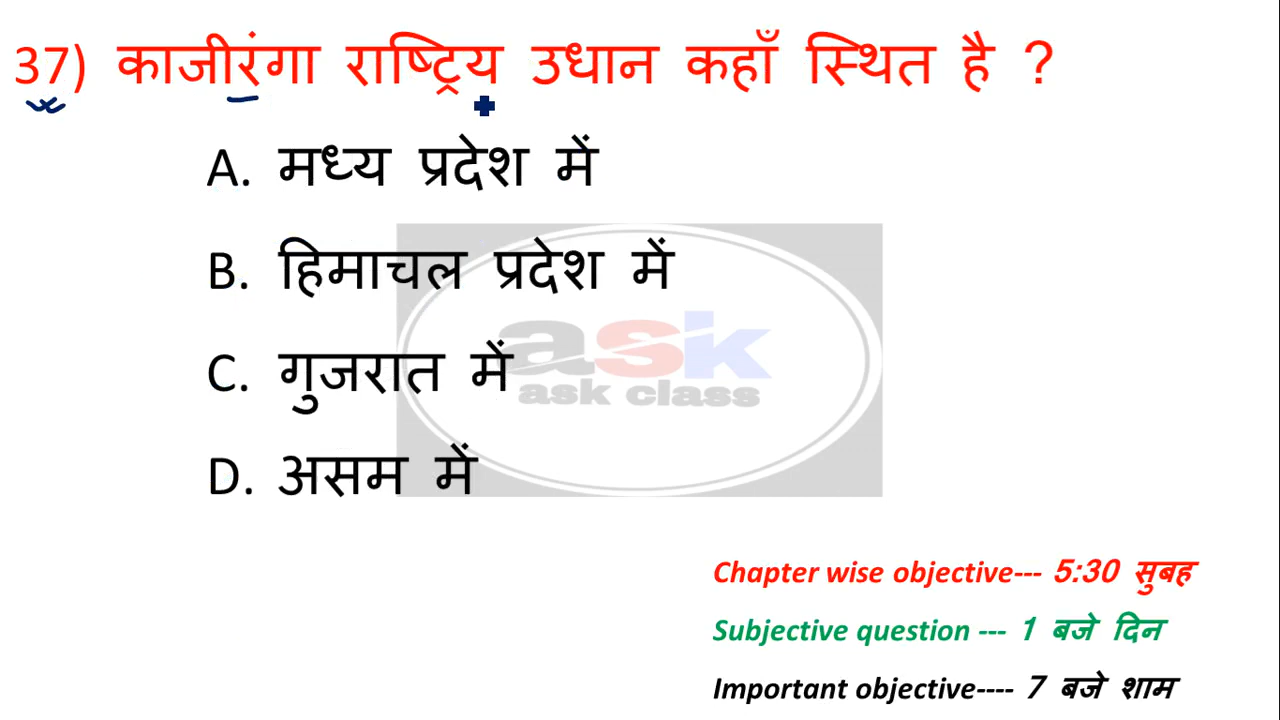 37) काजीरंगा राष्ट्रिय उधान कहाँ स्थित है ?
A. मध्य प्रदेश में
B. हिमाचल प्रदेश में
ask
C. गुजरात में
ask class
D. असम में
Chapter wise objective--- 5:30 सुबह
Subjective question --- 1 बजे दिन
Important objective---- 7 बजे शाम